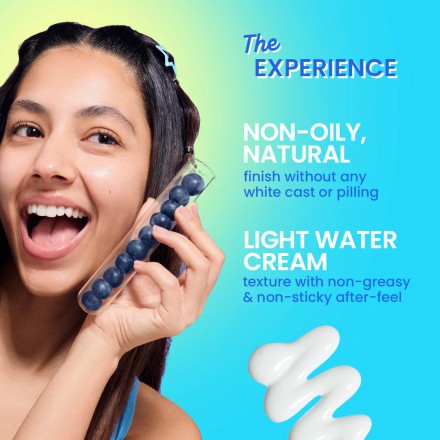 The
EXPERIENCE
NON-OILY,
NATURAL
finish without any
white cast or pilling
LIGHT WATER
CREAM
texture with non-greasy
& non-sticky after-feel